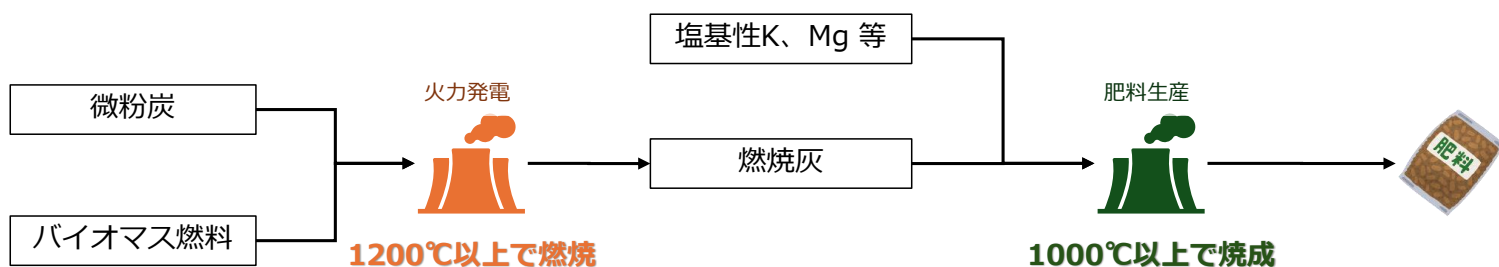 塩基性K、Mg 等
微粉炭
火力発電
肥料生産
燃焼灰
肥料
バイオマス燃料
1200℃以上で燃焼
1000℃以上で焼成